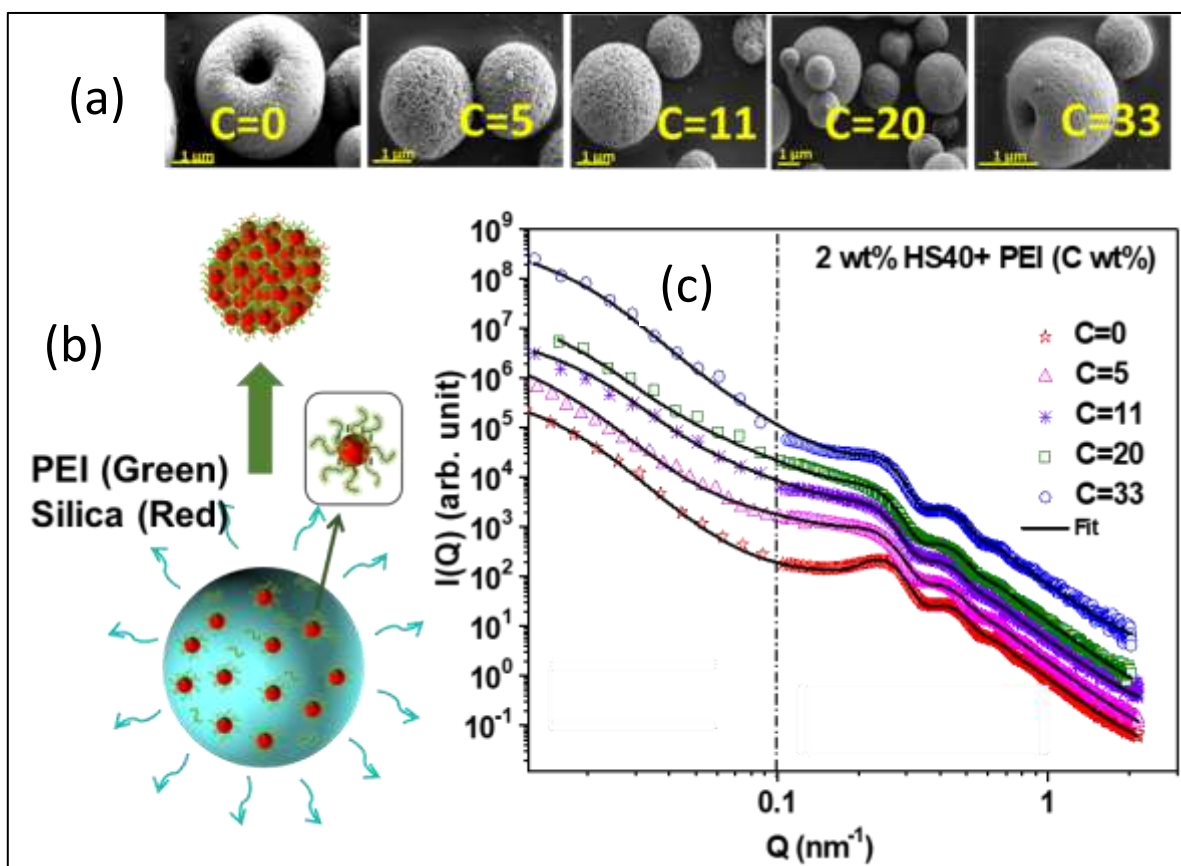 (a)
C=0
1 μm
C=5
1 μm
C=11
1 μm
C=20
1 μm
C=33
1 μm
(b)
PEI (Green)
Silica (Red)
(c)
2 wt% HS40+ PEI (C wt%)
C=0
C=5
C=11
C=20
C=33
Fit
I(Q) (arb. unit)
10⁹
10⁸
10⁷
10⁶
10⁵
10⁴
10³
10²
10¹
10⁰
10⁻¹
0.1
1
Q (nm⁻¹)